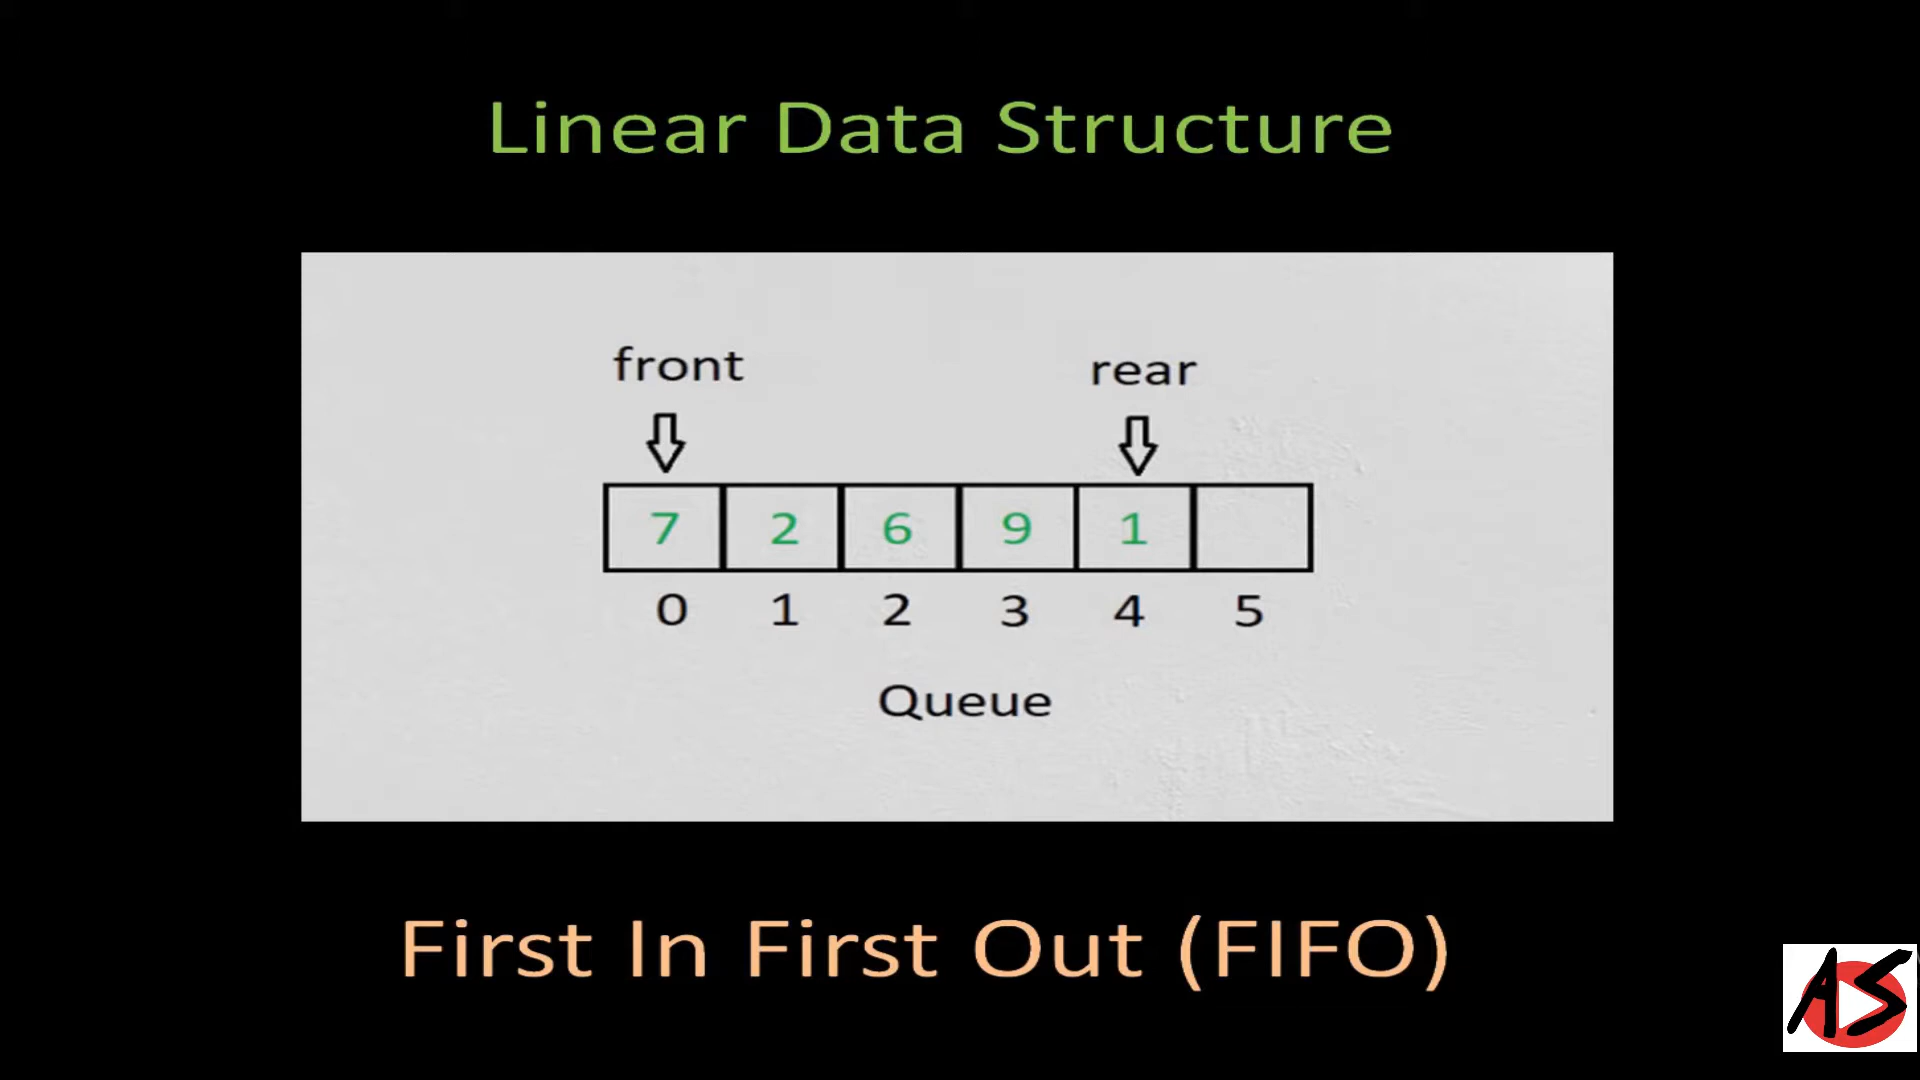 Linear Data Structure
front rear
7 2 6 9 1
0 1 2 3 4 5
Queue
First In First Out (FIFO)
AS